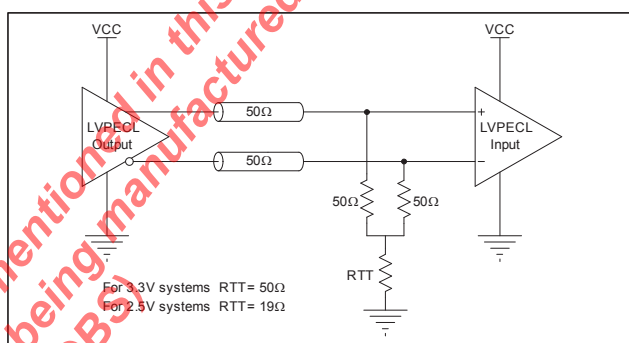 mentioned in this
being manufactured
OBS)
VCC
VCC
LVPECL
Output
50Ω
50Ω
+
LVPECL
Input
−
50Ω
50Ω
RTT
For 3.3V systems RTT= 50Ω
For 2.5V systems RTT= 19Ω